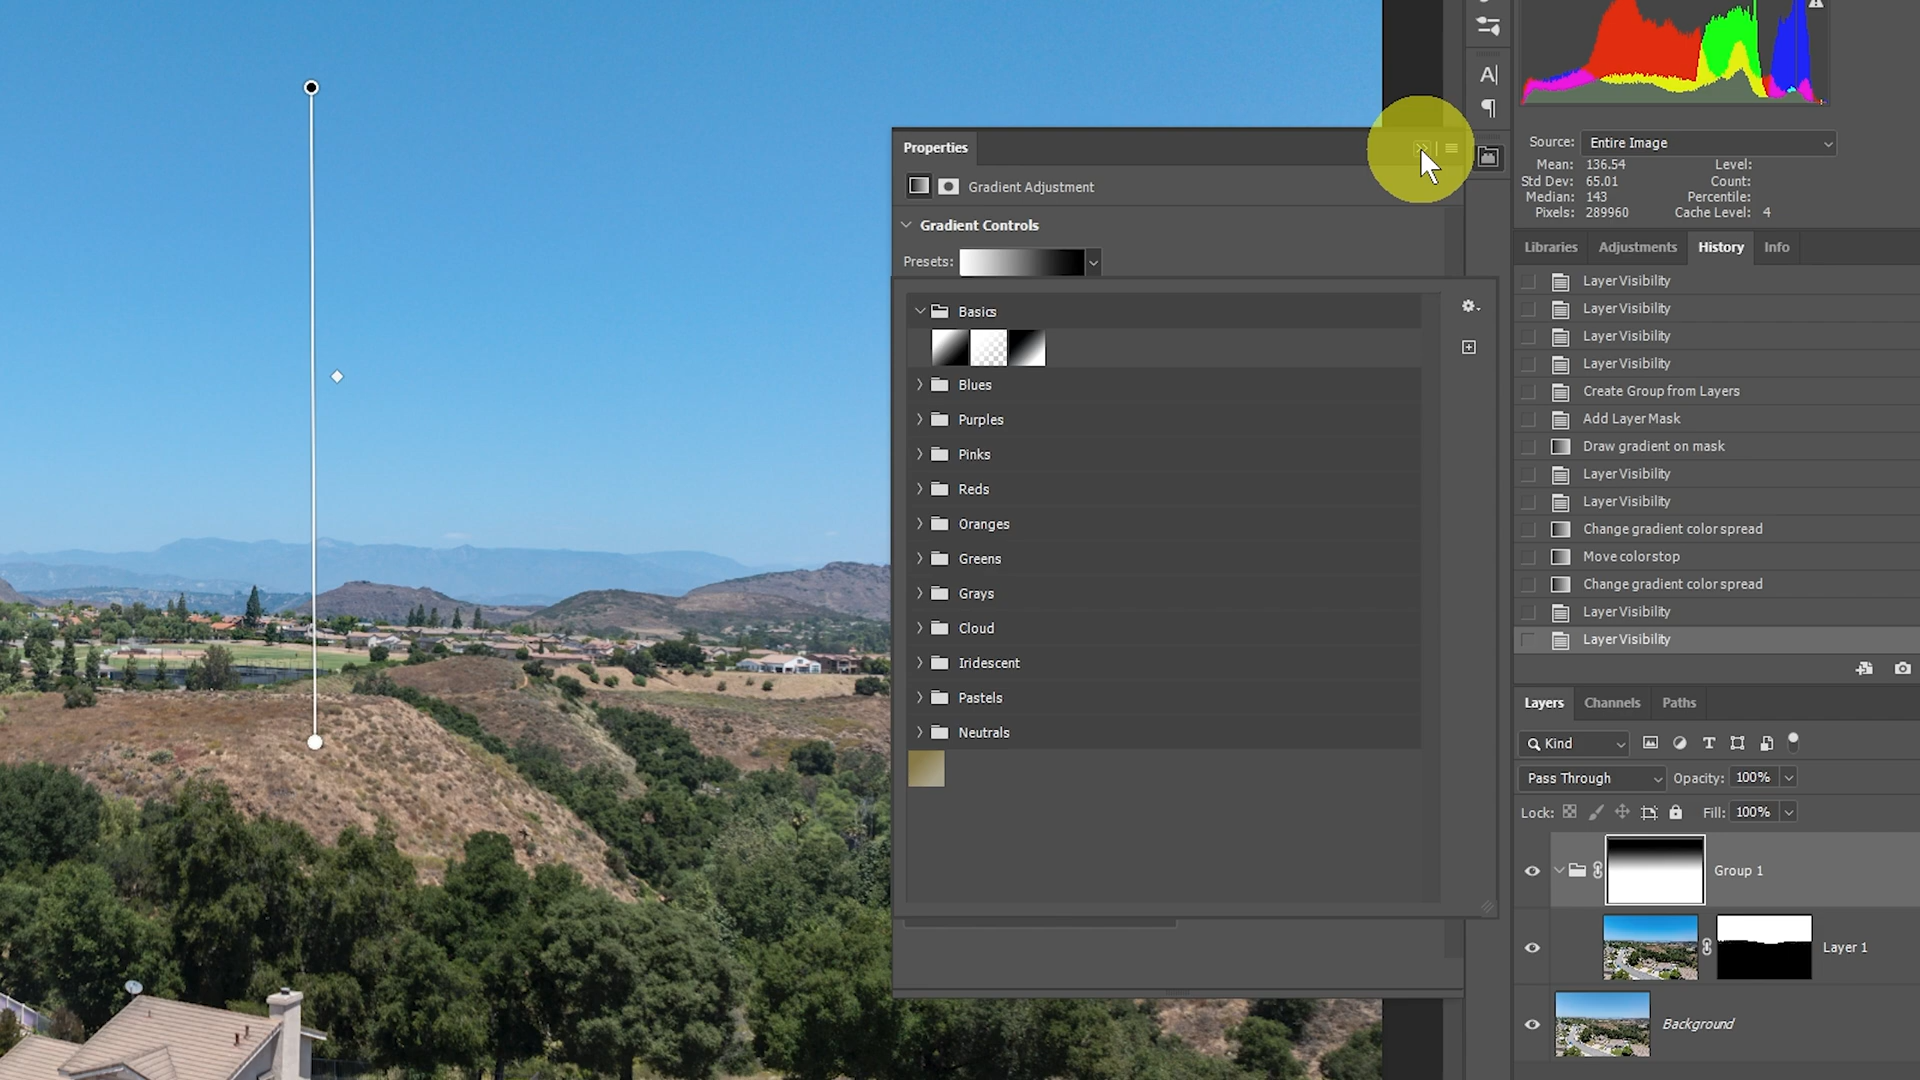 Properties
Gradient Adjustment
Gradient Controls
Presets:
Basics
Blues
Purples
Pinks
Reds
Oranges
Greens
Grays
Cloud
Iridescent
Pastels
Neutrals
A|
¶
Source: Entire Image
Mean: 136.54 Level:
Std Dev: 65.01 Count:
Median: 143 Percentile:
Pixels: 289960 Cache Level: 4
Libraries Adjustments History Info
Layer Visibility
Layer Visibility
Layer Visibility
Layer Visibility
Create Group from Layers
Add Layer Mask
Draw gradient on mask
Layer Visibility
Layer Visibility
Change gradient color spread
Move color stop
Change gradient color spread
Layer Visibility
Layer Visibility
Layers Channels Paths
Kind T
Pass Through Opacity: 100%
Lock: Fill: 100%
Group 1
Layer 1
Background